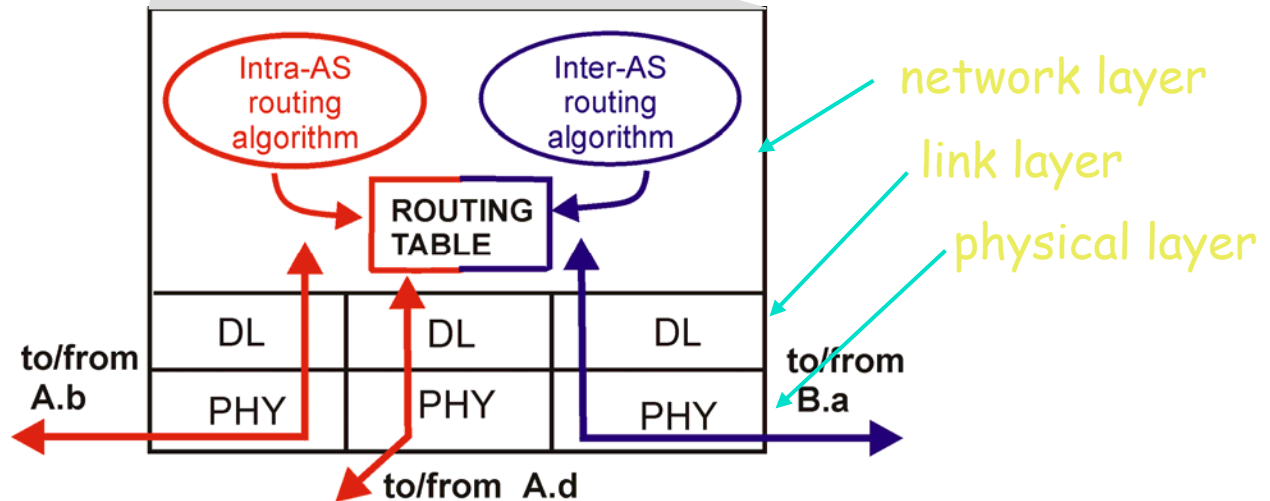 Intra-AS
routing
algorithm
Inter-AS
routing
algorithm
network layer
link layer
physical layer
ROUTING
TABLE
DL
DL
DL
to/from
A.b
to/from
B.a
PHY
PHY
PHY
to/from A.d